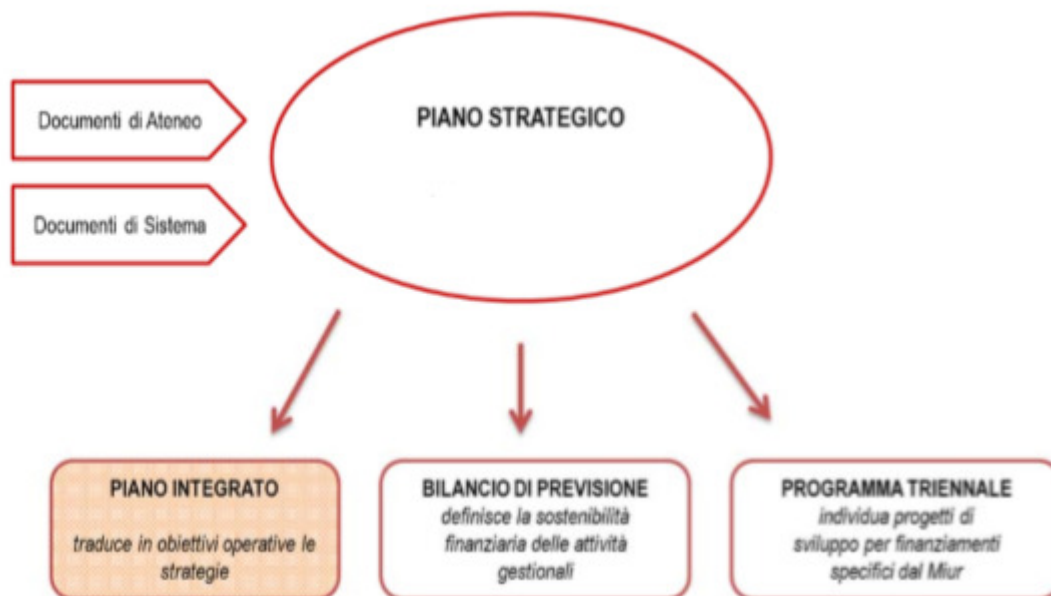 Documenti di Ateneo
PIANO STRATEGICO
Documenti di Sistema
PIANO INTEGRATO
traduce in obiettivi operative le
strategie
BILANCIO DI PREVISIONE
definisce la sostenibilità
finanziaria delle attività
gestionali
PROGRAMMA TRIENNALE
individua progetti di
sviluppo per finanziamenti
specifici dal Miur